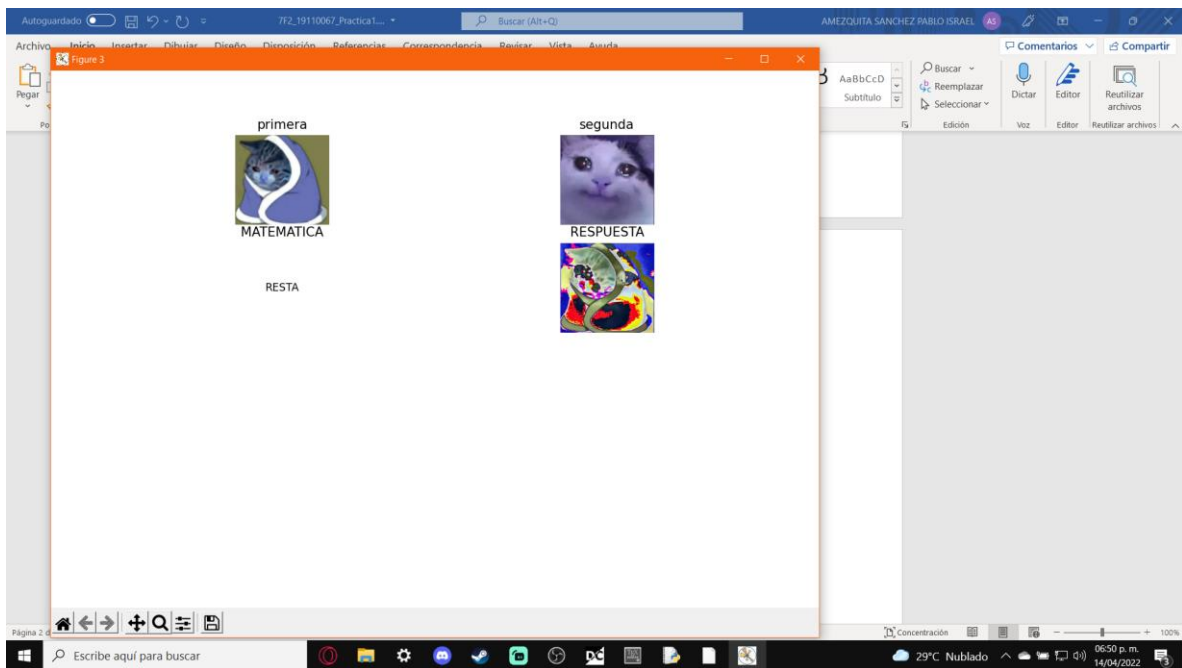 Autoguardado
7F2_19110067_Practica1....
Buscar (Alt+Q)
AMEZQUITA SANCHEZ PABLO ISRAEL
AS
Archivo Inicio Insertar Dibujar Diseño Disposición Referencias Correspondencia Revisar Vista Ayuda
Comentarios
Compartir
Figure 3
Pegar
AaBbCcD
Subtítulo
Buscar
Reemplazar
Seleccionar
Edición
Dictar
Voz
Editor
Editor
Reutilizar archivos
Reutilizar archivos
primera
segunda
MATEMATICA
RESPUESTA
RESTA
Página 2 d
Concentración
100%
Escribe aquí para buscar
29°C Nublado
06:50 p. m.
14/04/2022
3